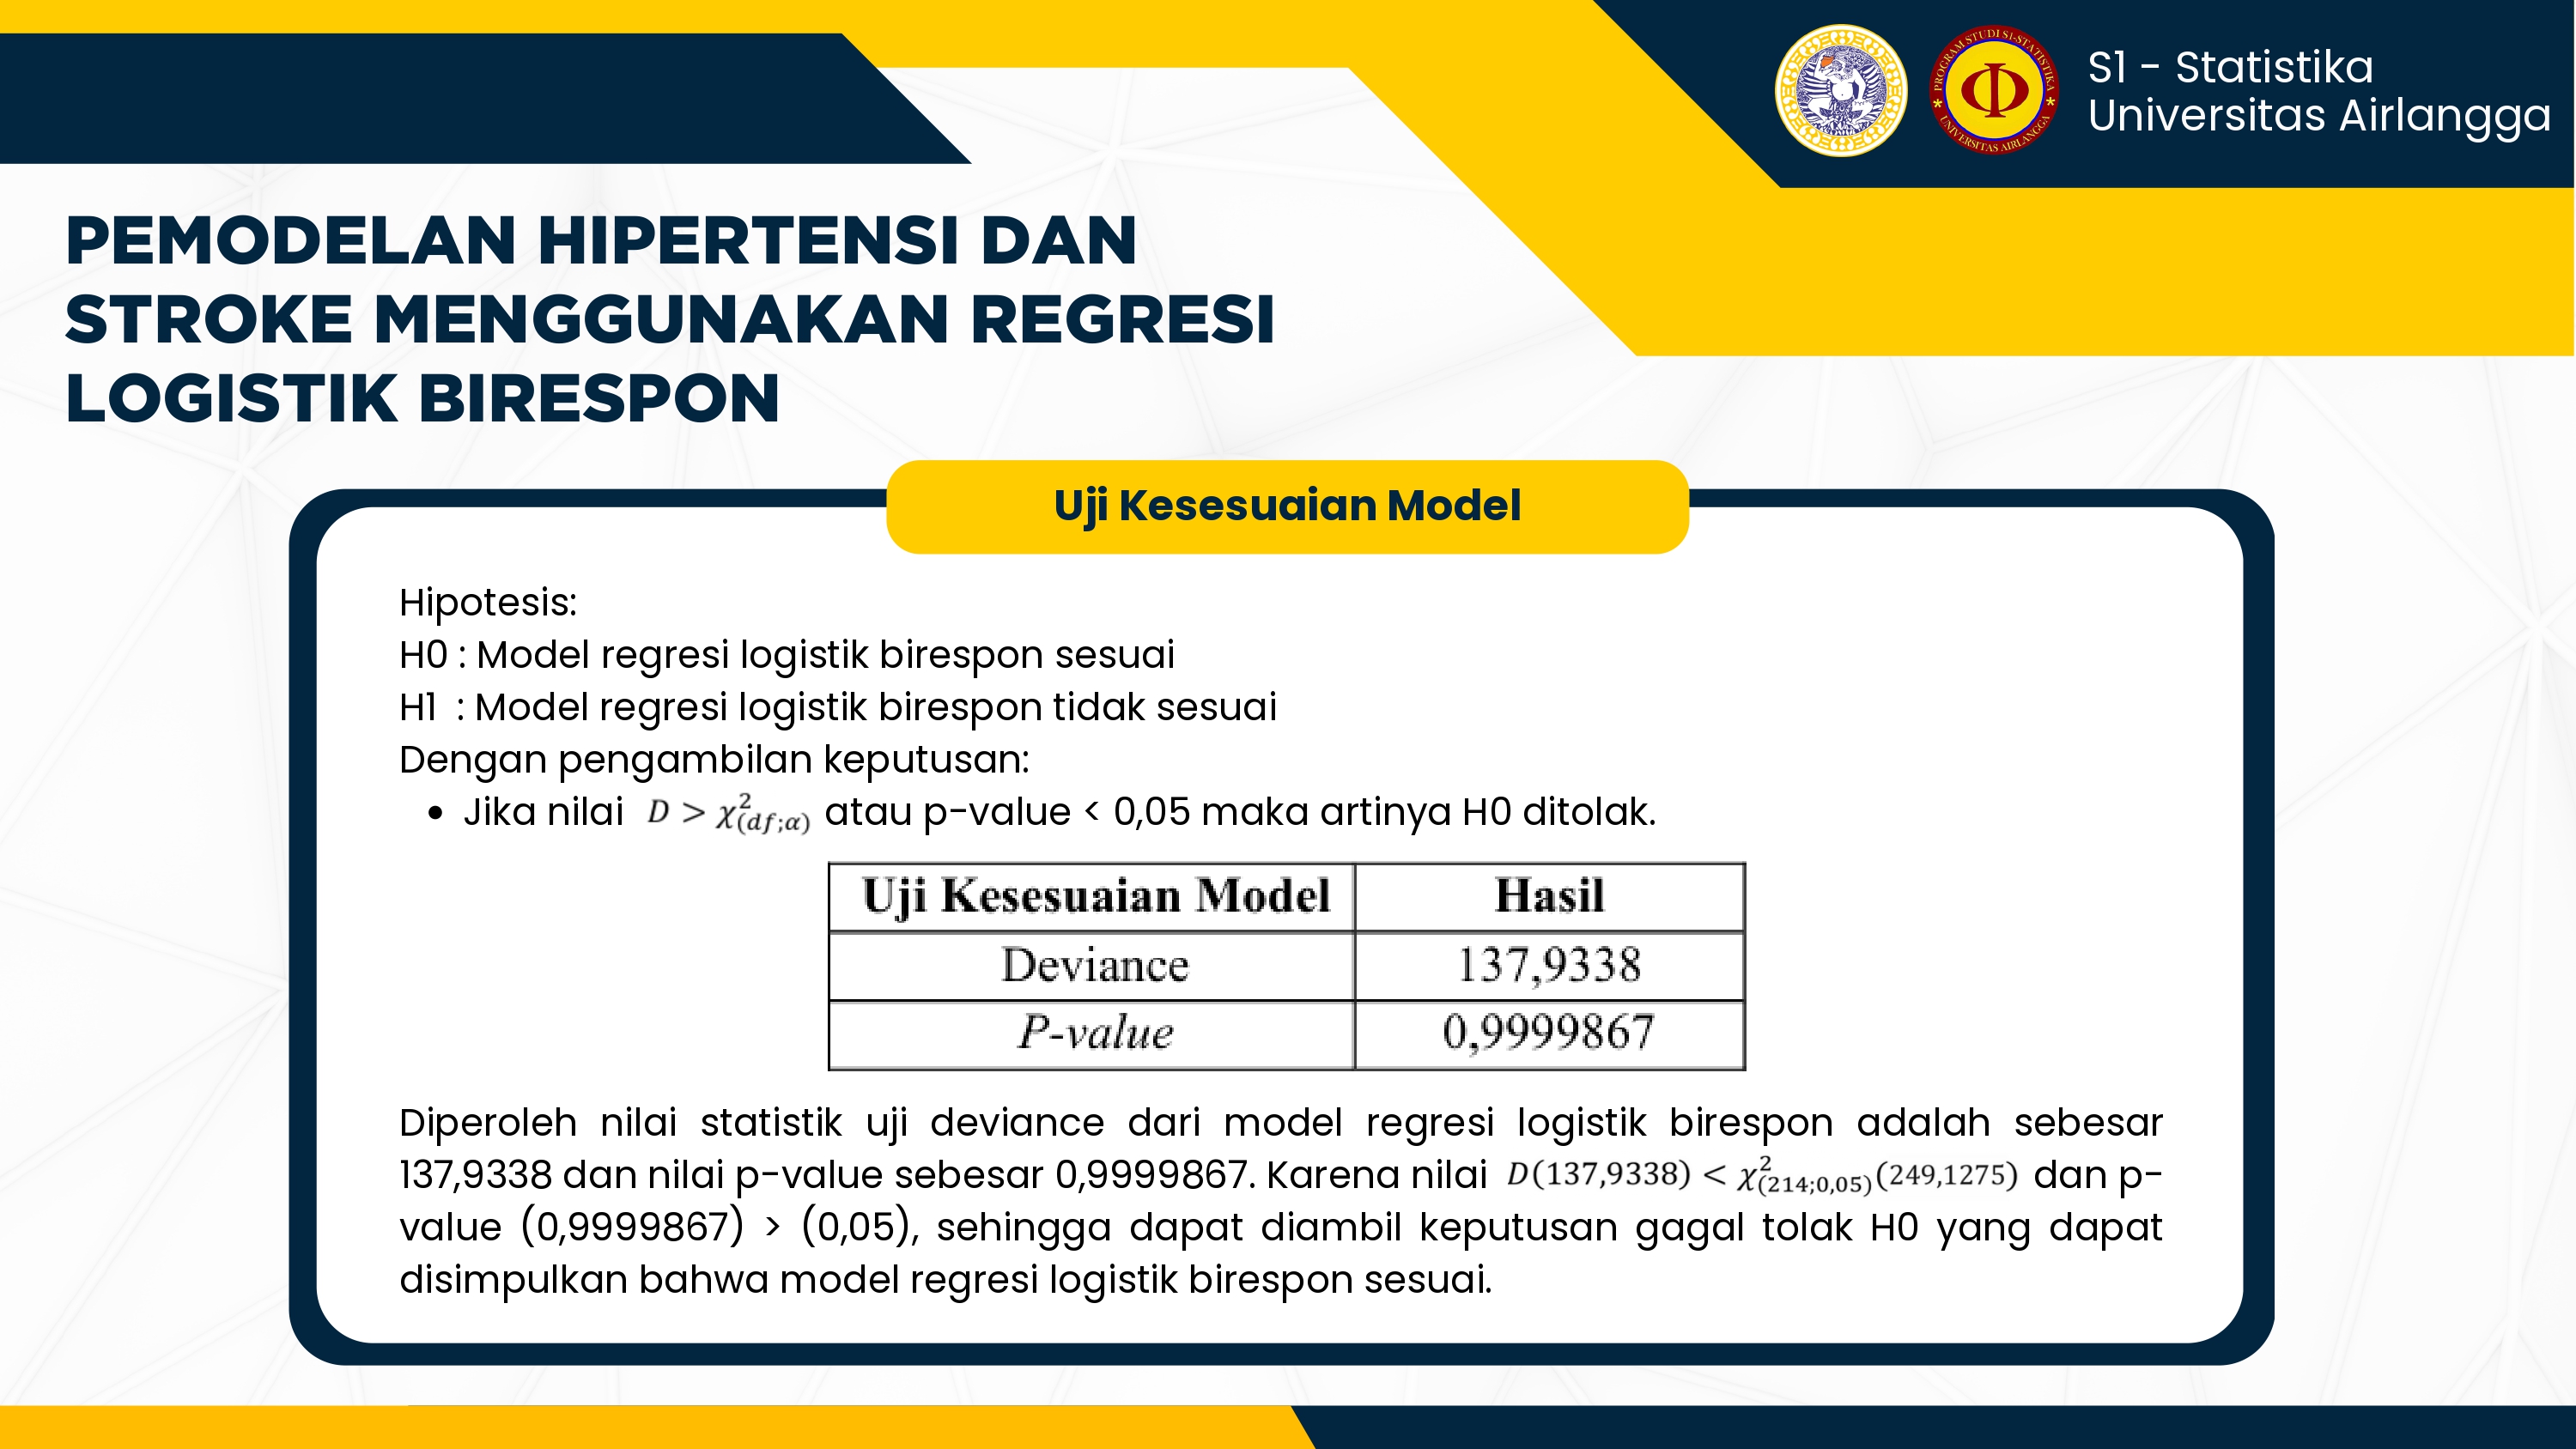 S1 - Statistika
Universitas Airlangga
PROGRAM STUDI S1-STATISTIKA
UNIVERSITAS AIRLANGGA
PEMODELAN HIPERTENSI DAN
STROKE MENGGUNAKAN REGRESI
LOGISTIK BIRESPON
Uji Kesesuaian Model
Hipotesis:
H0 : Model regresi logistik birespon sesuai
H1 : Model regresi logistik birespon tidak sesuai
Dengan pengambilan keputusan:
• Jika nilai D > χ²(df;α) atau p-value < 0,05 maka artinya H0 ditolak.
Uji Kesesuaian Model Hasil
Deviance 137,9338
P-value 0,9999867
Diperoleh nilai statistik uji deviance dari model regresi logistik birespon adalah sebesar
137,9338 dan nilai p-value sebesar 0,9999867. Karena nilai D(137,9338) < χ²(214;0,05)(249,1275) dan p-
value (0,9999867) > (0,05), sehingga dapat diambil keputusan gagal tolak H0 yang dapat
disimpulkan bahwa model regresi logistik birespon sesuai.